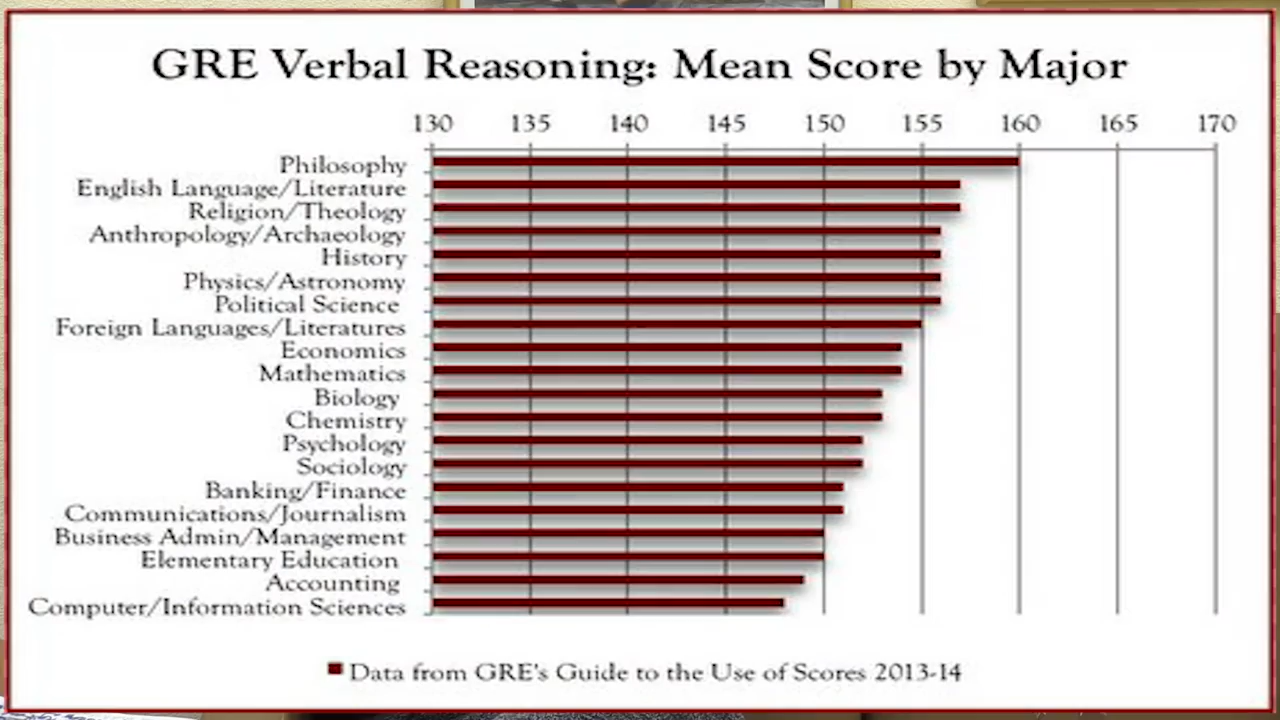 GRE Verbal Reasoning: Mean Score by Major
130 135 140 145 150 155 160 165 170
Philosophy
English Language/Literature
Religion/Theology
Anthropology/Archaeology
History
Physics/Astronomy
Political Science
Foreign Languages/Literatures
Economics
Mathematics
Biology
Chemistry
Psychology
Sociology
Banking/Finance
Communications/Journalism
Business Admin/Management
Elementary Education
Accounting
Computer/Information Sciences
Data from GRE's Guide to the Use of Scores 2013-14